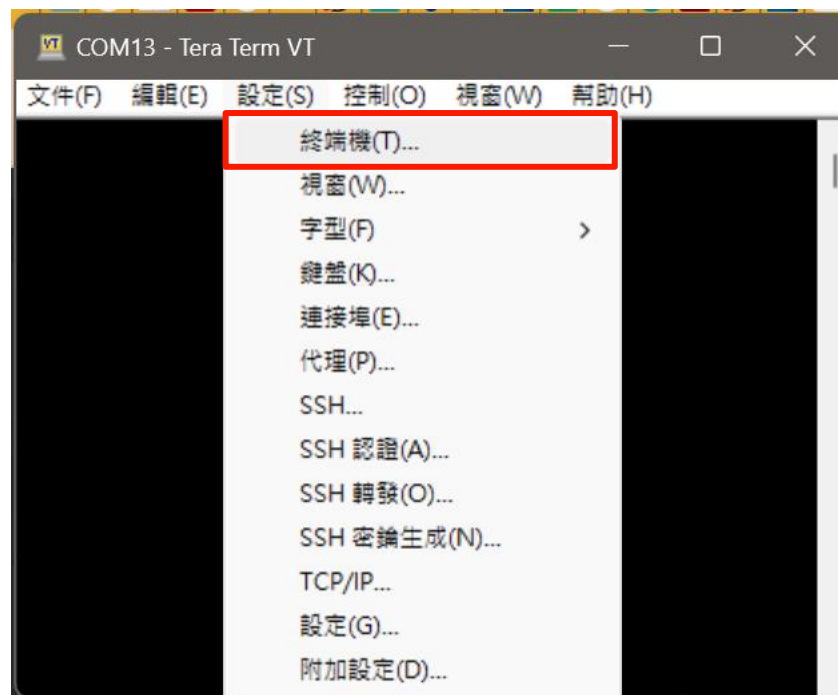 COM13 - Tera Term VT
文件(F) 編輯(E) 設定(S) 控制(O) 視窗(W) 幫助(H)
終端機(T)...
視窗(W)...
字型(F)
鍵盤(K)...
連接埠(E)...
代理(P)...
SSH...
SSH 認證(A)...
SSH 轉發(O)...
SSH 密鑰生成(N)...
TCP/IP...
設定(G)...
附加設定(D)...